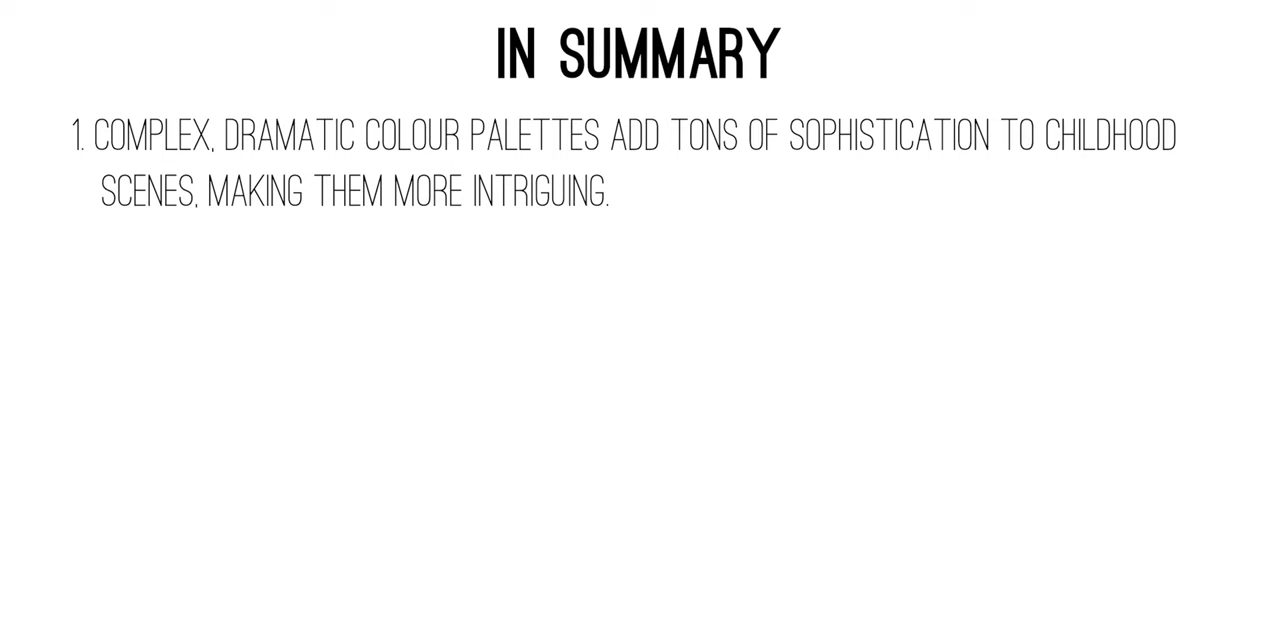 IN SUMMARY
1. COMPLEX, DRAMATIC COLOUR PALETTES ADD TONS OF SOPHISTICATION TO CHILDHOOD
SCENES, MAKING THEM MORE INTRIGUING.